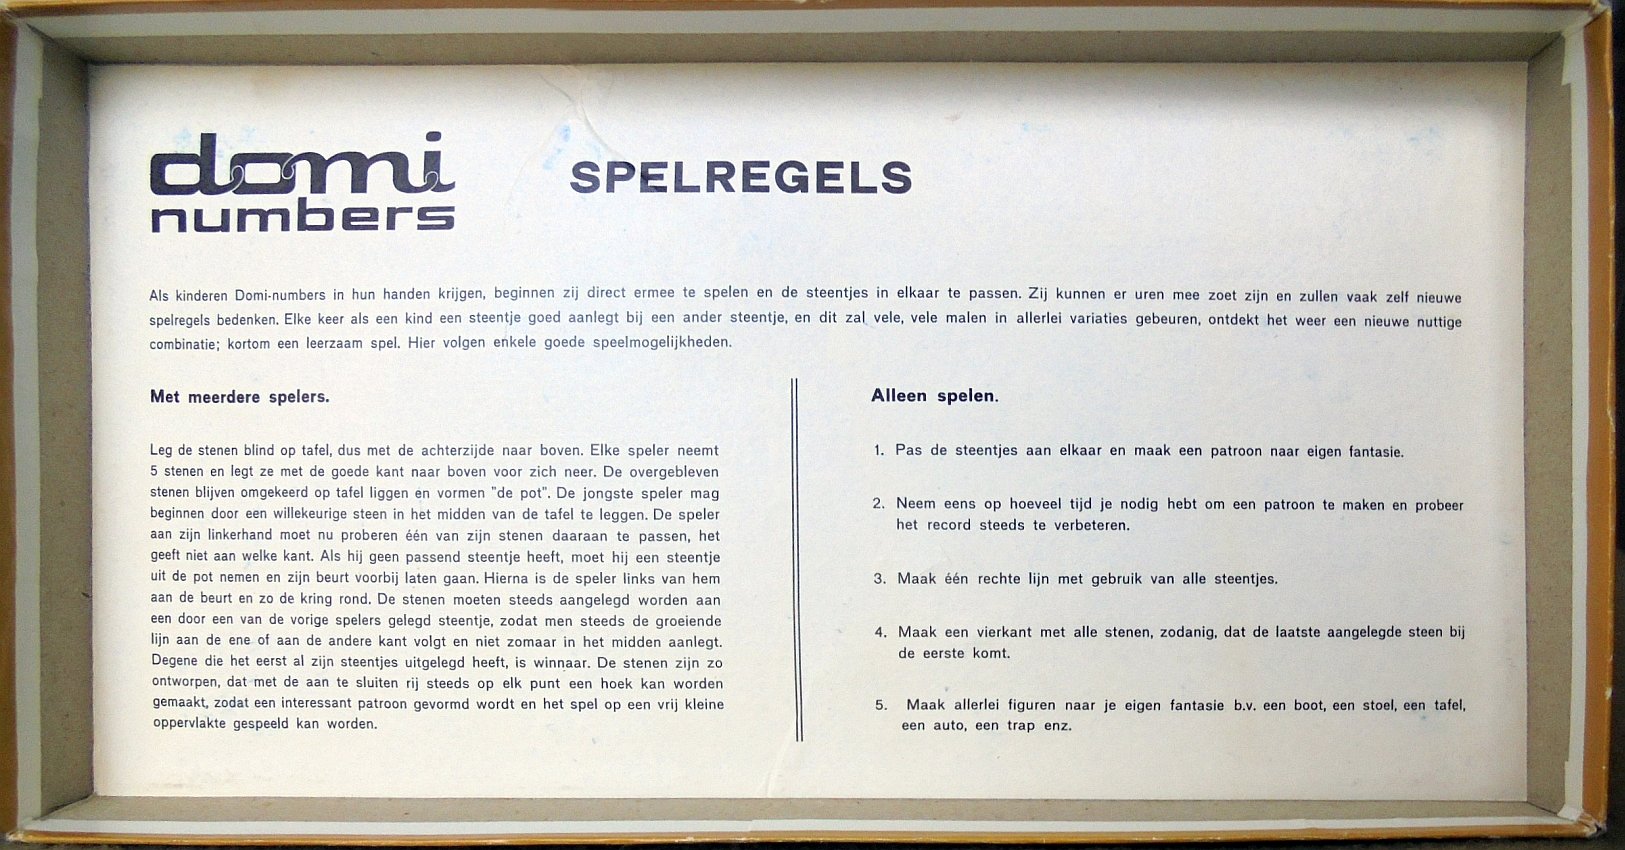 domi
numbers
SPELREGELS
Als kinderen Domi-numbers in hun handen krijgen, beginnen zij direct ermee te spelen en de steentjes in elkaar te passen. Zij kunnen er uren mee zoet zijn en zullen vaak zelf nieuwe
spelregels bedenken. Elke keer als een kind een steentje goed aanlegt bij een ander steentje, en dit zal vele, vele malen in allerlei variaties gebeuren, ontdekt het weer een nieuwe nuttige
combinatie; kortom een leerzaam spel. Hier volgen enkele goede speelmogelijkheden.
Met meerdere spelers.
Leg de stenen blind op tafel, dus met de achterzijde naar boven. Elke speler neemt
5 stenen en legt ze met de goede kant naar boven voor zich neer. De overgebleven
stenen blijven omgekeerd op tafel liggen en vormen "de pot". De jongste speler mag
beginnen door een willekeurige steen in het midden van de tafel te leggen. De speler
aan zijn linkerhand moet nu proberen één van zijn stenen daaraan te passen, het
geeft niet aan welke kant. Als hij geen passend steentje heeft, moet hij een steentje
uit de pot nemen en zijn beurt voorbij laten gaan. Hierna is de speler links van hem
aan de beurt en zo de kring rond. De stenen moeten steeds aangelegd worden aan
een door een van de vorige spelers gelegd steentje, zodat men steeds de groeiende
lijn aan de ene of aan de andere kant volgt en niet zomaar in het midden aanlegt.
Degene die het eerst al zijn steentjes uitgelegd heeft, is winnaar. De stenen zijn zo
ontworpen, dat met de aan te sluiten rij steeds op elk punt een hoek kan worden
gemaakt, zodat een interessant patroon gevormd wordt en het spel op een vrij kleine
oppervlakte gespeeld kan worden.
Alleen spelen.
1. Pas de steentjes aan elkaar en maak een patroon naar eigen fantasie.
2. Neem eens op hoeveel tijd je nodig hebt om een patroon te maken en probeer
het record steeds te verbeteren.
3. Maak één rechte lijn met gebruik van alle steentjes.
4. Maak een vierkant met alle stenen, zodanig, dat de laatste aangelegde steen bij
de eerste komt.
5. Maak allerlei figuren naar je eigen fantasie b.v. een boot, een stoel, een tafel,
een auto, een trap enz.